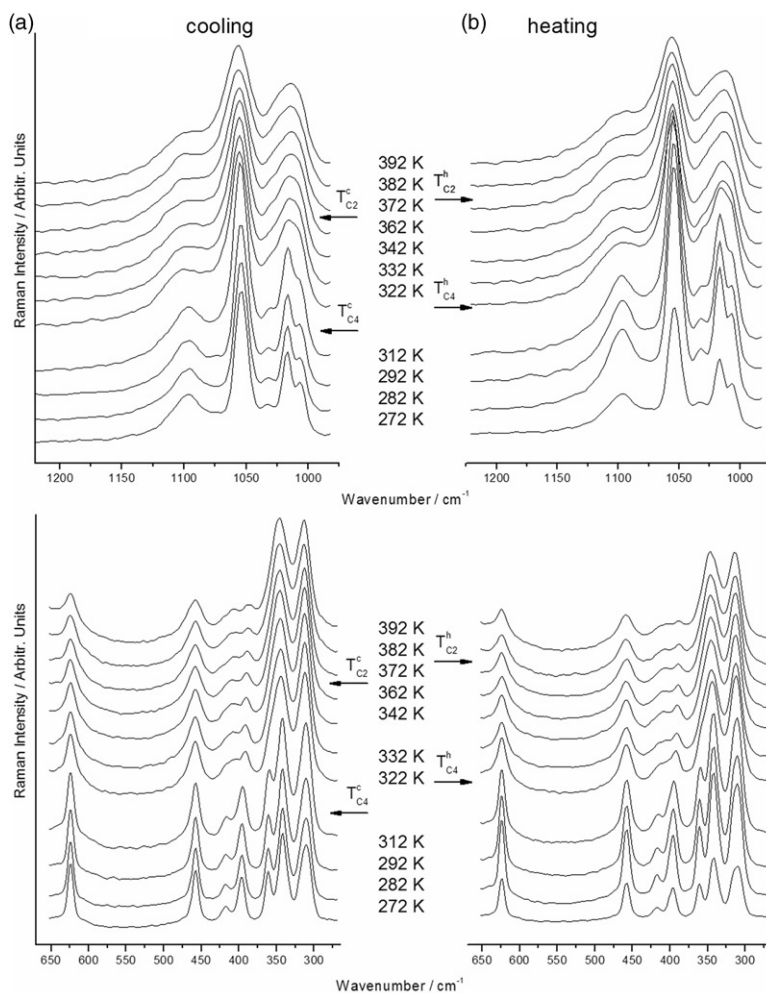 (a) cooling (b) heating
Raman Intensity / Arbitr. Units
392 K
382 K
372 K
362 K
342 K
332 K
322 K
312 K
292 K
282 K
272 K
T^c_C2
T^c_C4
T^h_C2
T^h_C4
1200 1150 1100 1050 1000
1200 1150 1100 1050 1000
Wavenumber / cm⁻¹
Raman Intensity / Arbitr. Units
392 K
382 K
372 K
362 K
342 K
332 K
322 K
312 K
292 K
282 K
272 K
T^c_C2
T^c_C4
T^h_C2
T^h_C4
650 600 550 500 450 400 350 300
650 600 550 500 450 400 350 300
Wavenumber / cm⁻¹